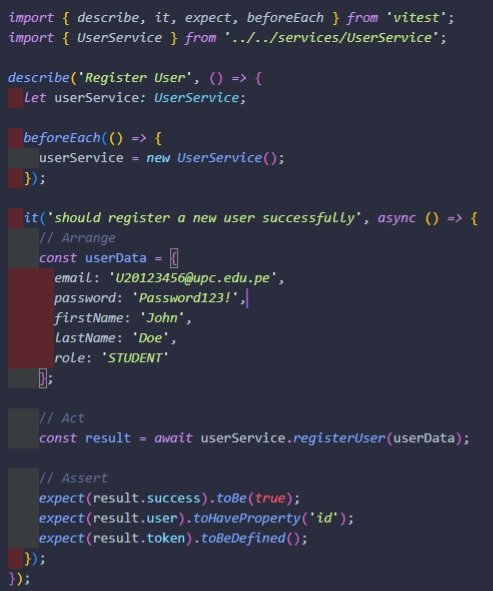 import { describe, it, expect, beforeEach } from 'vitest';
import { UserService } from '../../services/UserService';
describe('Register User', () => {
let userService: UserService;
beforeEach(() => {
userService = new UserService();
});
it('should register a new user successfully', async () => {
// Arrange
const userData = {
email: 'U20123456@upc.edu.pe',
password: 'Password123!',
firstName: 'John',
lastName: 'Doe',
role: 'STUDENT'
};
// Act
const result = await userService.registerUser(userData);
// Assert
expect(result.success).toBe(true);
expect(result.user).toHaveProperty('id');
expect(result.token).toBeDefined();
});
});